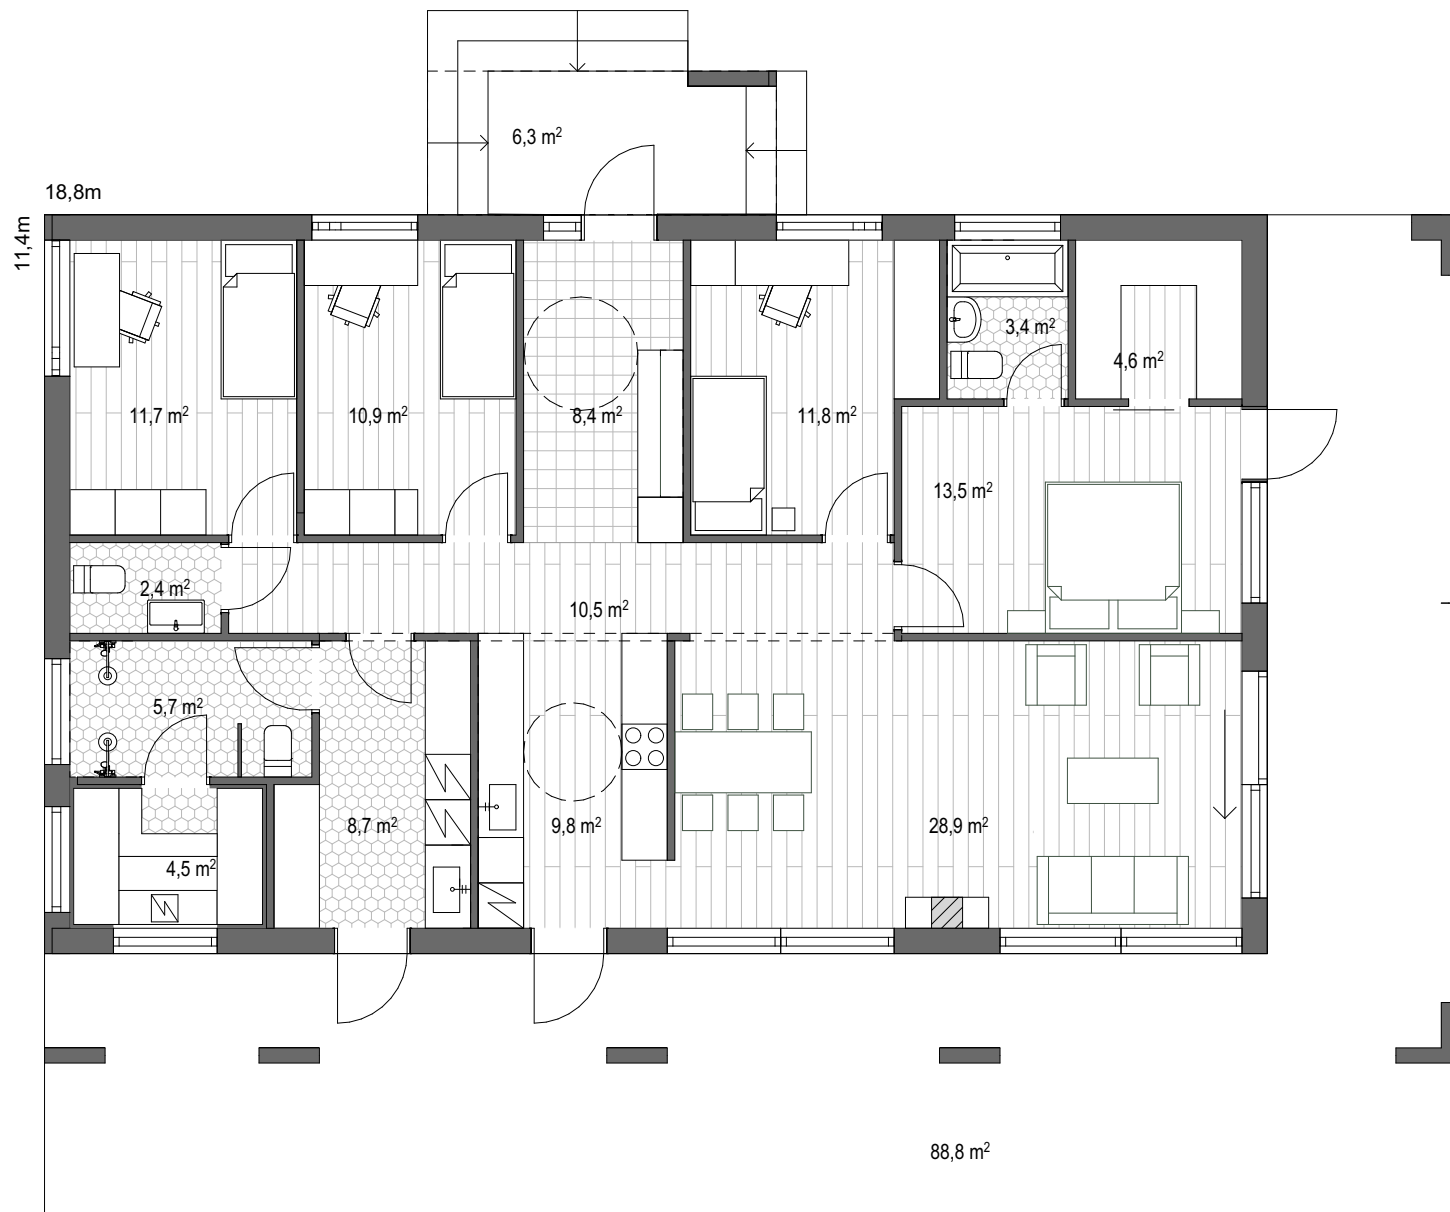 6,3 m²
18,8m
11,4m
3,4 m²
4,6 m²
11,7 m²
10,9 m²
8,4 m²
11,8 m²
13,5 m²
2,4 m²
10,5 m²
5,7 m²
8,7 m²
9,8 m²
28,9 m²
4,5 m²
88,8 m²